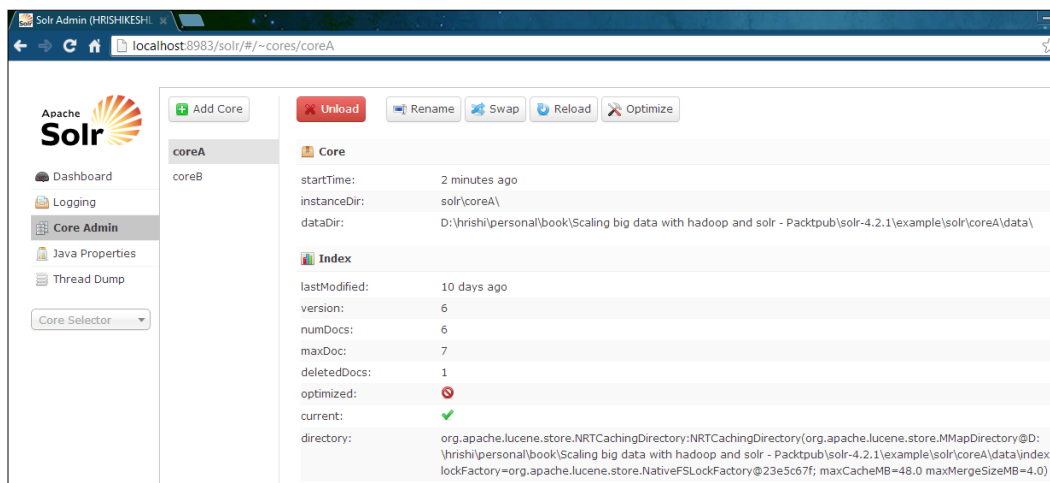 Solr Admin (HRISHIKESHL
localhost:8983/solr/#/~cores/coreA
Apache
Solr
Dashboard
Logging
Core Admin
Java Properties
Thread Dump
Core Selector
Add Core
coreA
coreB
Unload Rename Swap Reload Optimize
Core
startTime: 2 minutes ago
instanceDir: solr\coreA\
dataDir: D:\hrishi\personal\book\Scaling big data with hadoop and solr - Packtpub\solr-4.2.1\example\solr\coreA\data\
Index
lastModified: 10 days ago
version: 6
numDocs: 6
maxDoc: 7
deletedDocs: 1
optimized:
current:
directory: org.apache.lucene.store.NRTCachingDirectory:NRTCachingDirectory(org.apache.lucene.store.MMapDirectory@D:
\hrishi\personal\book\Scaling big data with hadoop and solr - Packtpub\solr-4.2.1\example\solr\coreA\data\index
lockFactory=org.apache.lucene.store.NativeFSLockFactory@23e5c67f; maxCacheMB=48.0 maxMergeSizeMB=4.0)